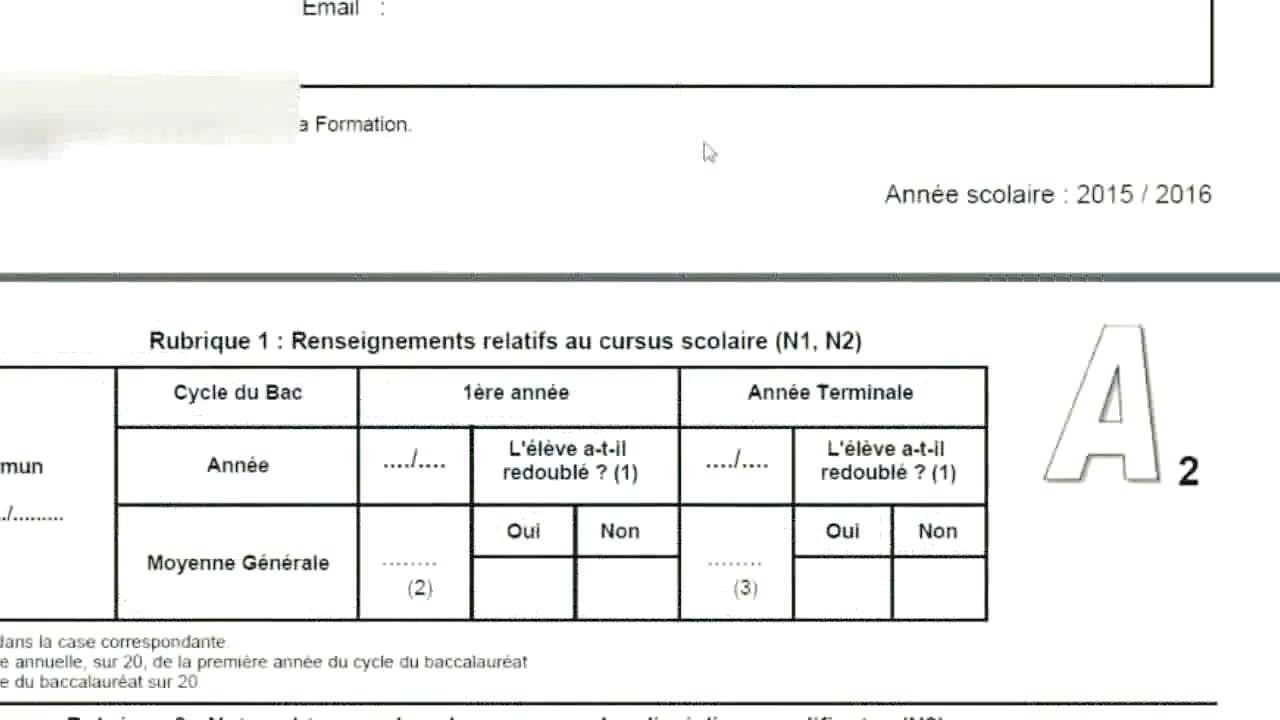 Email :
a Formation.
Année scolaire : 2015 / 2016
Rubrique 1 : Renseignements relatifs au cursus scolaire (N1, N2)
A 2
Cycle du Bac 1ère année Année Terminale
mun Année ..../.... L'élève a-t-il redoublé ? (1) ..../.... L'élève a-t-il redoublé ? (1)
./.........
Oui Non Oui Non
Moyenne Générale ........ (2) ........ (3)
dans la case correspondante.
e annuelle, sur 20, de la première année du cycle du baccalauréat
e du baccalauréat sur 20